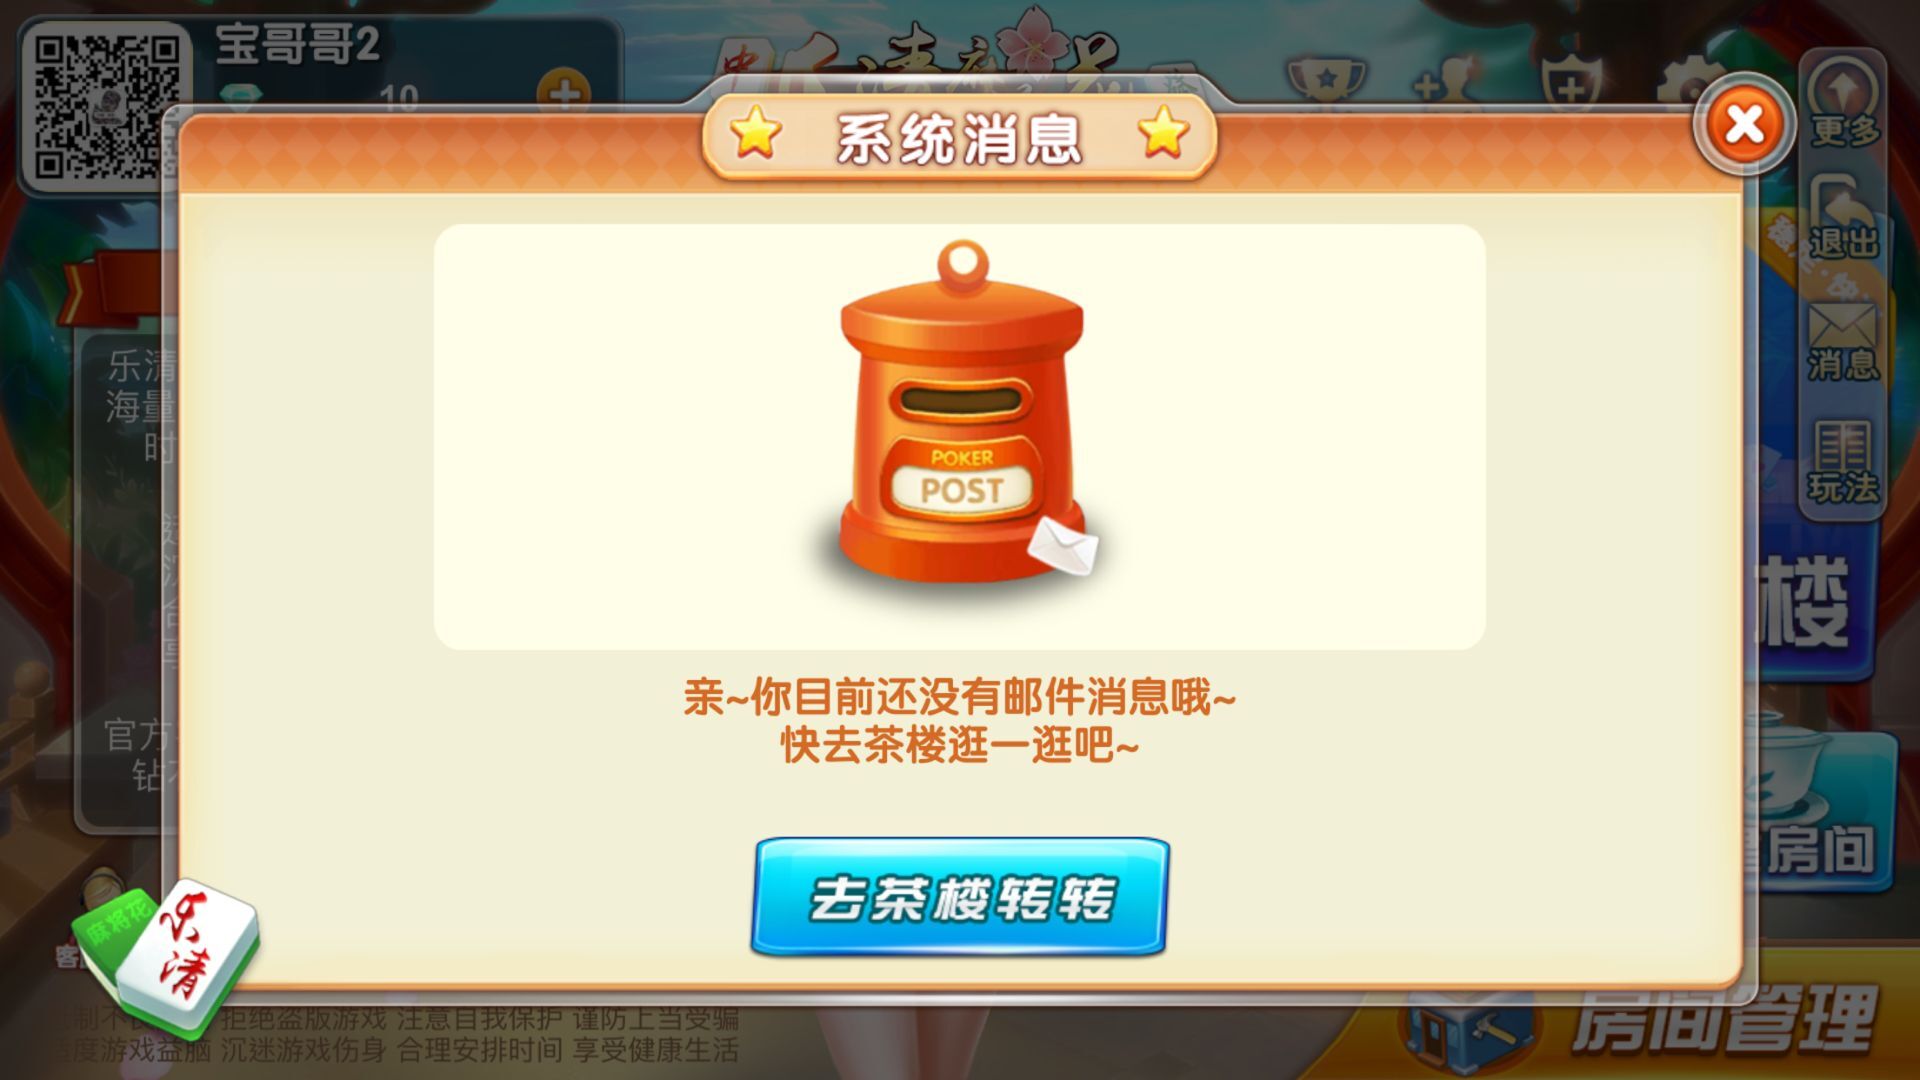 宝哥哥2
10
系统消息
更多
退出
消息
玩法
POKER
POST
亲~你目前还没有邮件消息哦~
快去茶楼逛一逛吧~
去茶楼转转
乐清
海量
时
官方
楼
房间
麻将花
乐清
房间管理
拒绝盗版游戏 注意自我保护 谨防上当受骗
适度游戏益脑 沉迷游戏伤身 合理安排时间 享受健康生活